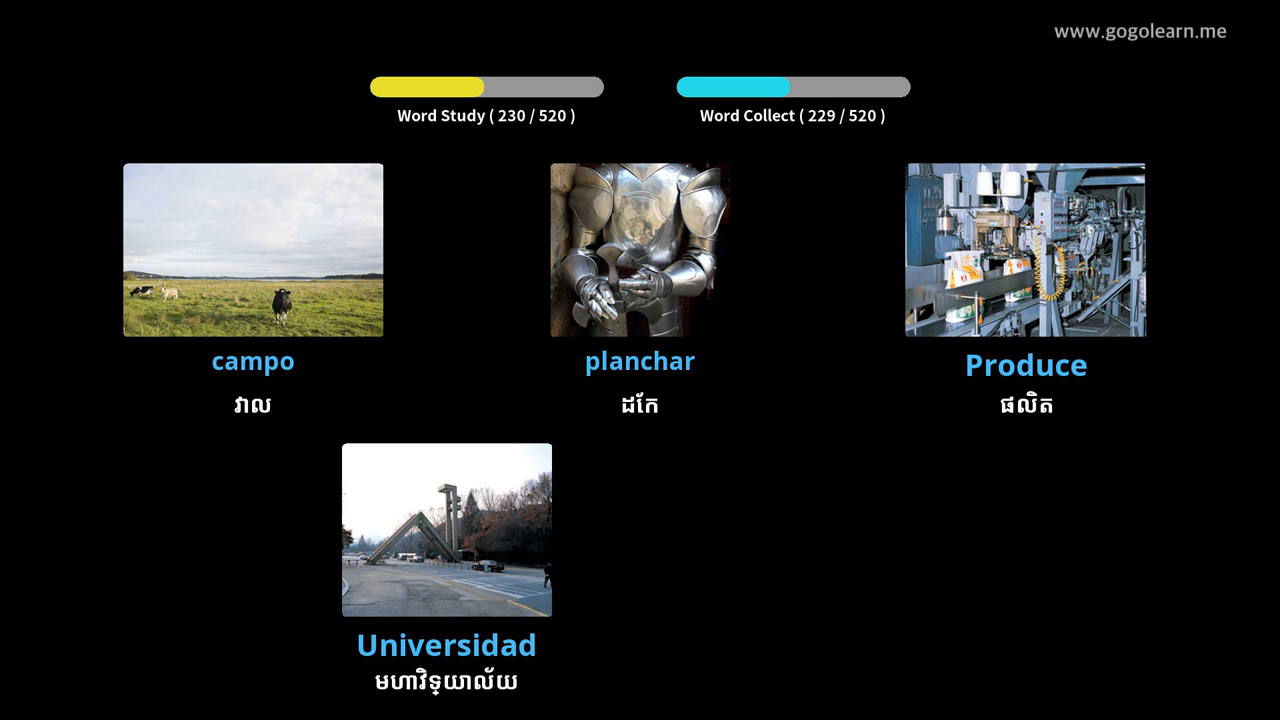 www.gogolearn.me
Word Study ( 230 / 520 )
Word Collect ( 229 / 520 )
campo
planchar
Produce
វាល
ដកែ
ផលិត
Universidad
មហាវិទ្យាល័យ